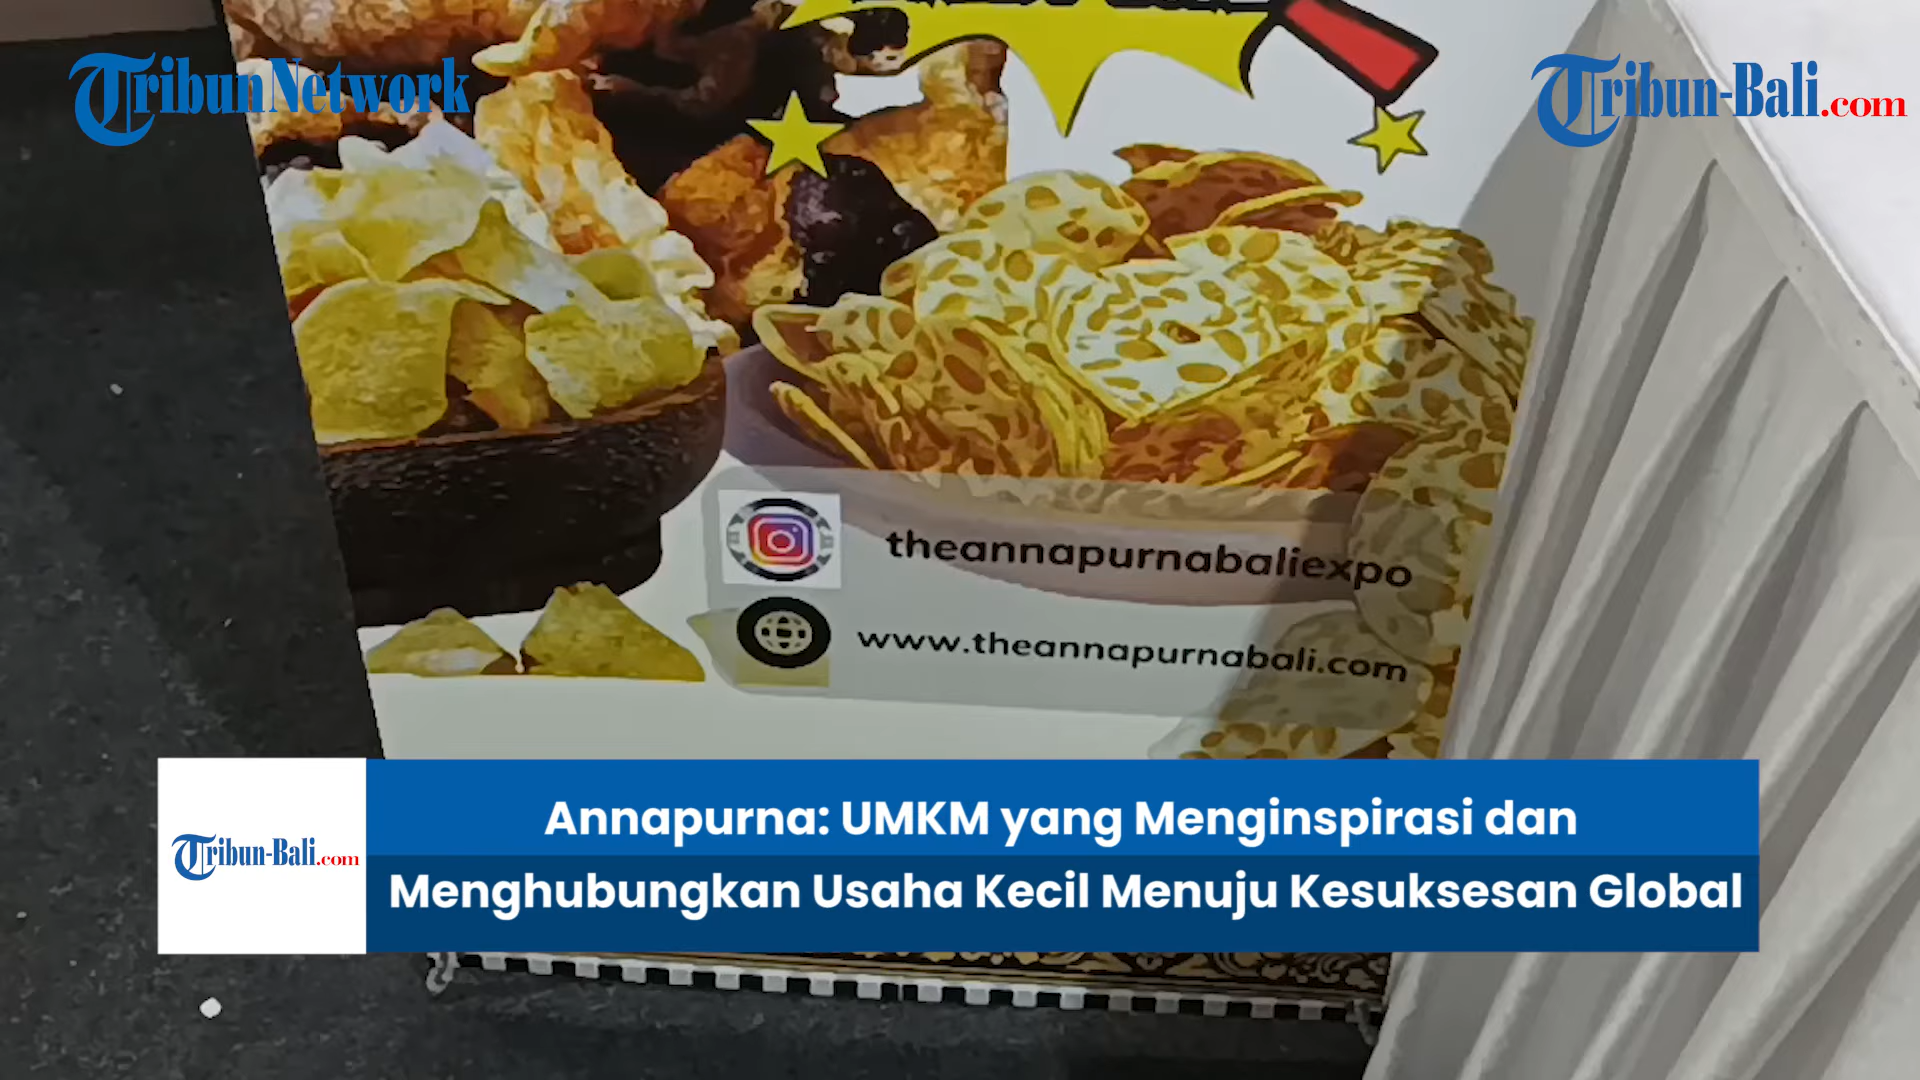 TribunNetwork
Tribun-Bali.com
theannapurnabaliexpo
www.theannapurnabali.com
Tribun-Bali.com
Annapurna: UMKM yang Menginspirasi dan
Menghubungkan Usaha Kecil Menuju Kesuksesan Global